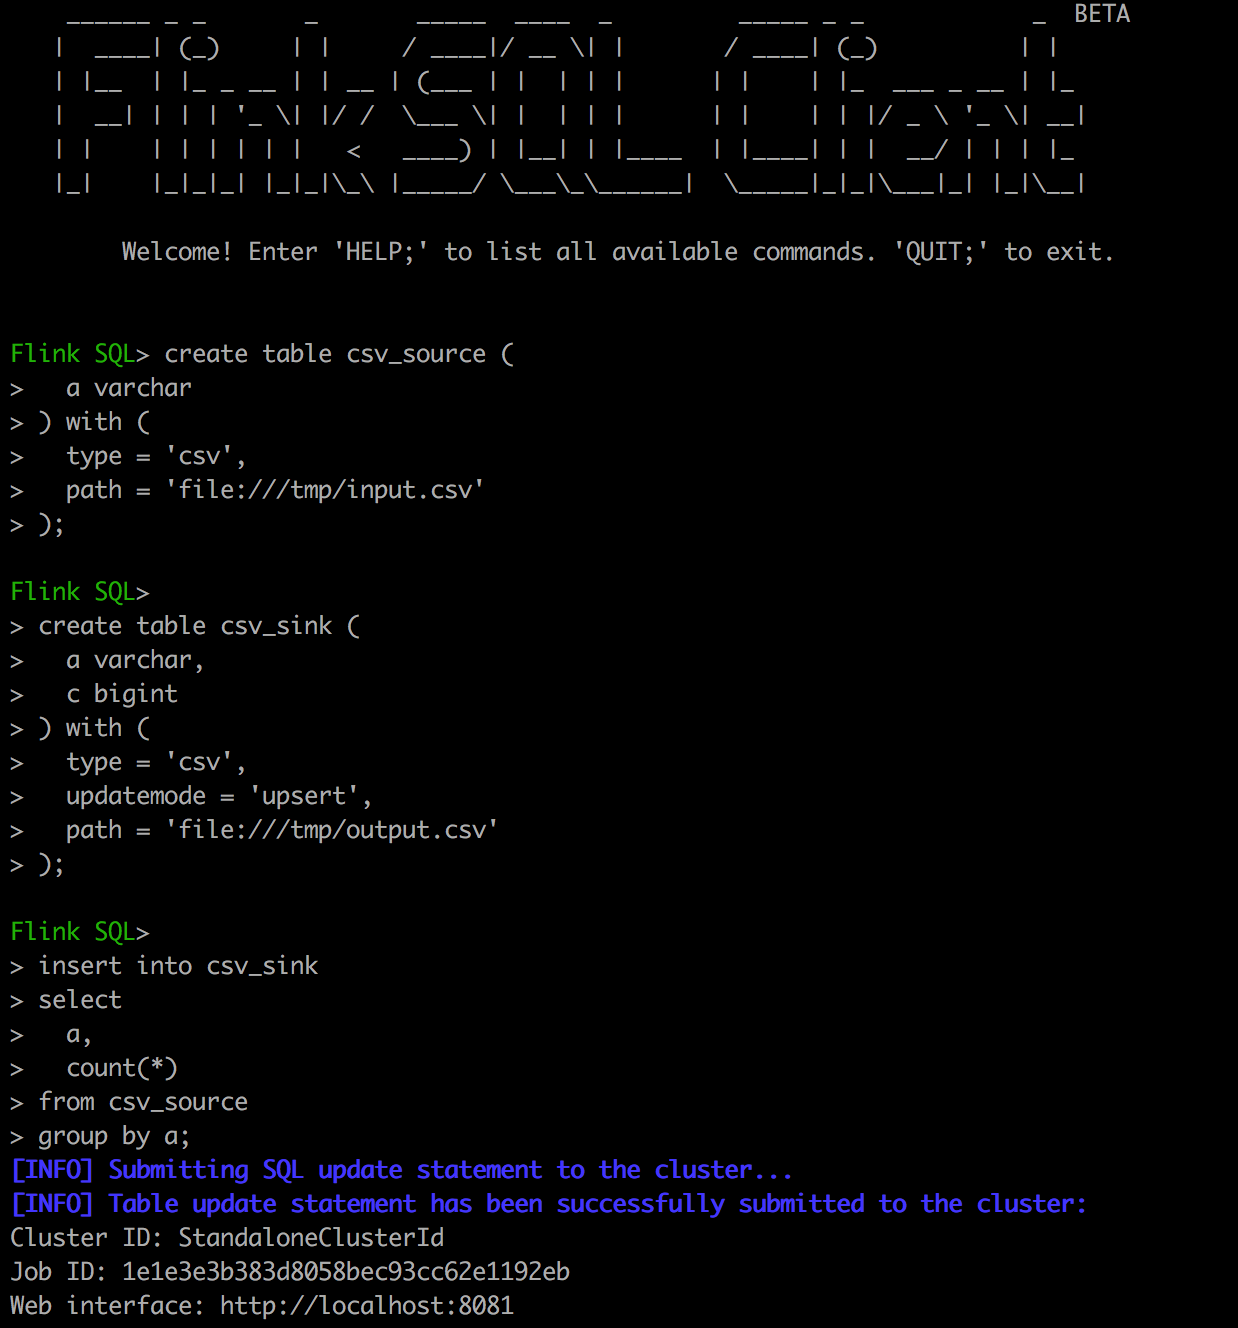 BETA
Flink SQL Client
Welcome! Enter 'HELP;' to list all available commands. 'QUIT;' to exit.
Flink SQL> create table csv_source (
>   a varchar
> ) with (
>   type = 'csv',
>   path = 'file:///tmp/input.csv'
> );
Flink SQL>
> create table csv_sink (
>   a varchar,
>   c bigint
> ) with (
>   type = 'csv',
>   updatemode = 'upsert',
>   path = 'file:///tmp/output.csv'
> );
Flink SQL>
> insert into csv_sink
> select
>   a,
>   count(*)
> from csv_source
> group by a;
[INFO] Submitting SQL update statement to the cluster...
[INFO] Table update statement has been successfully submitted to the cluster:
Cluster ID: StandaloneClusterId
Job ID: 1e1e3e3b383d8058bec93cc62e1192eb
Web interface: http://localhost:8081